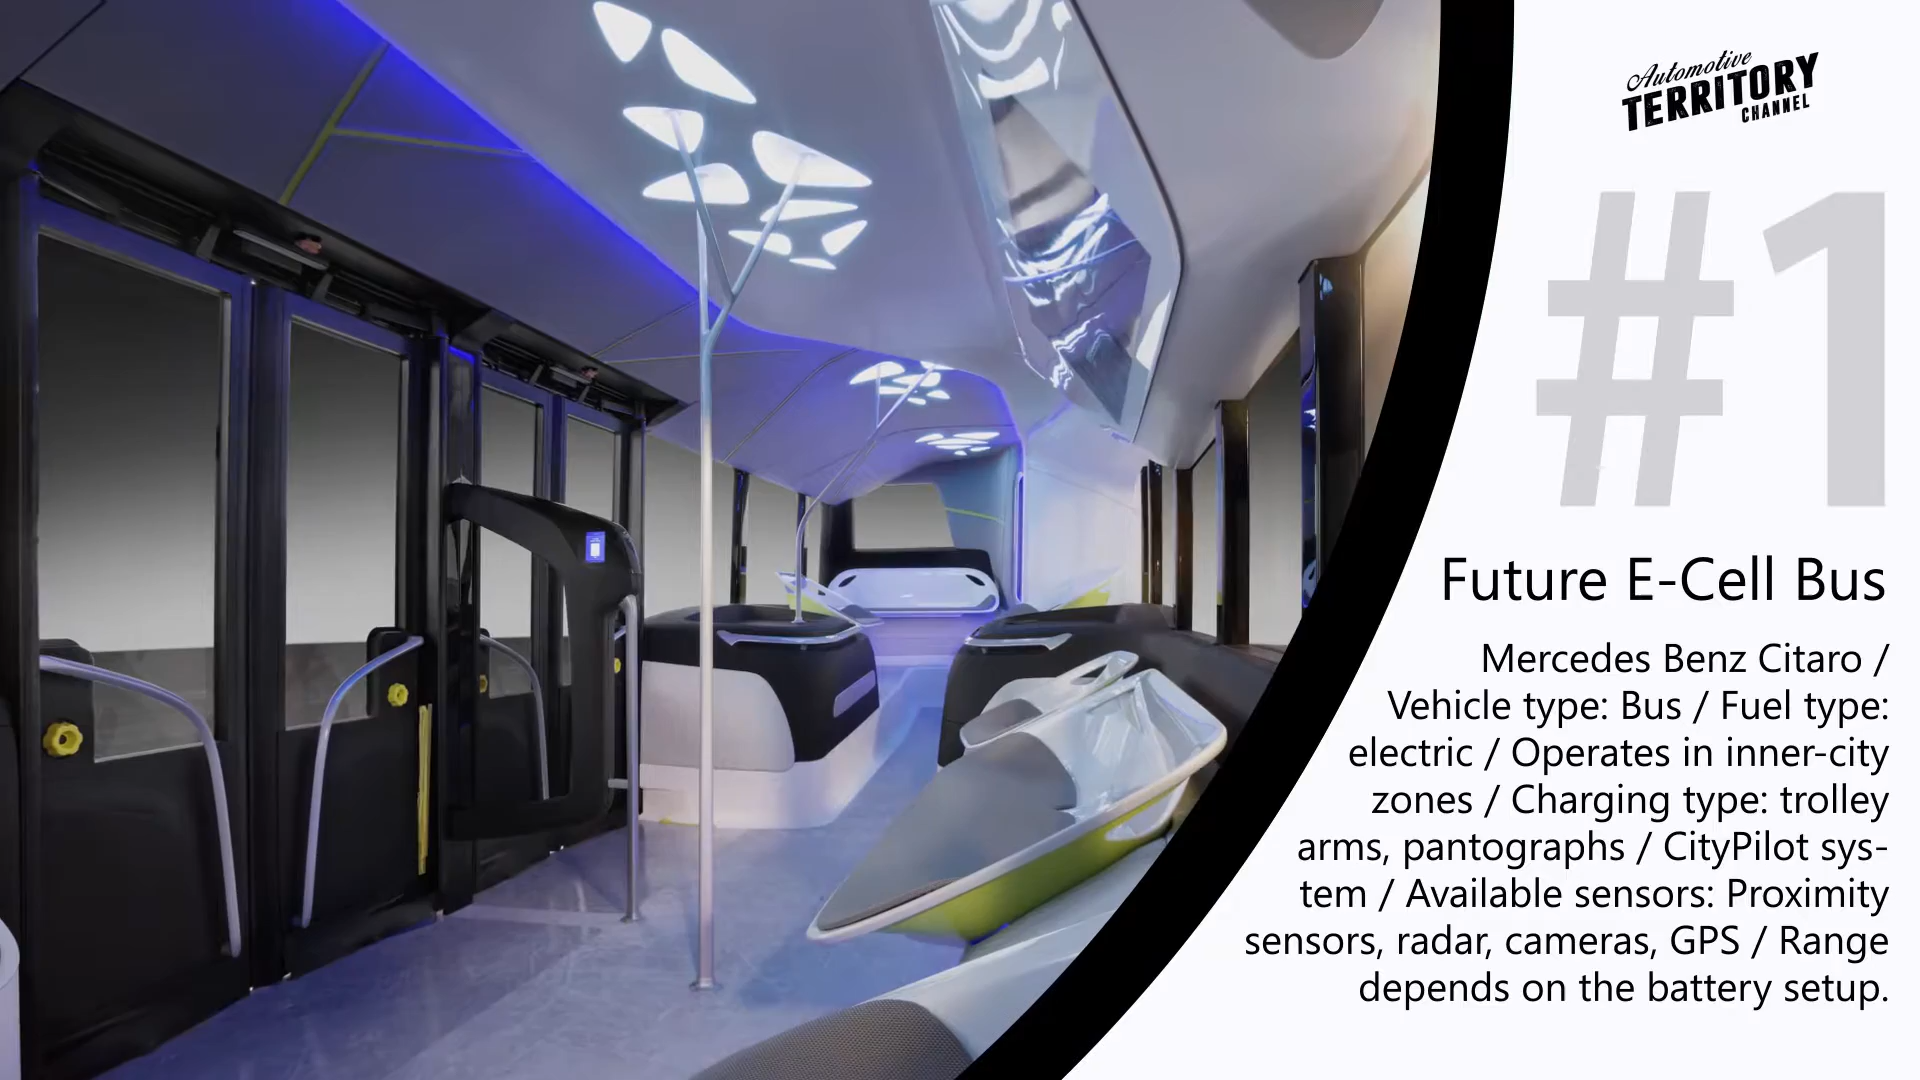 Automotive
TERRITORY
CHANNEL
#1
Future E-Cell Bus
Mercedes Benz Citaro /
Vehicle type: Bus / Fuel type:
electric / Operates in inner-city
zones / Charging type: trolley
arms, pantographs / CityPilot sys-
tem / Available sensors: Proximity
sensors, radar, cameras, GPS / Range
depends on the battery setup.